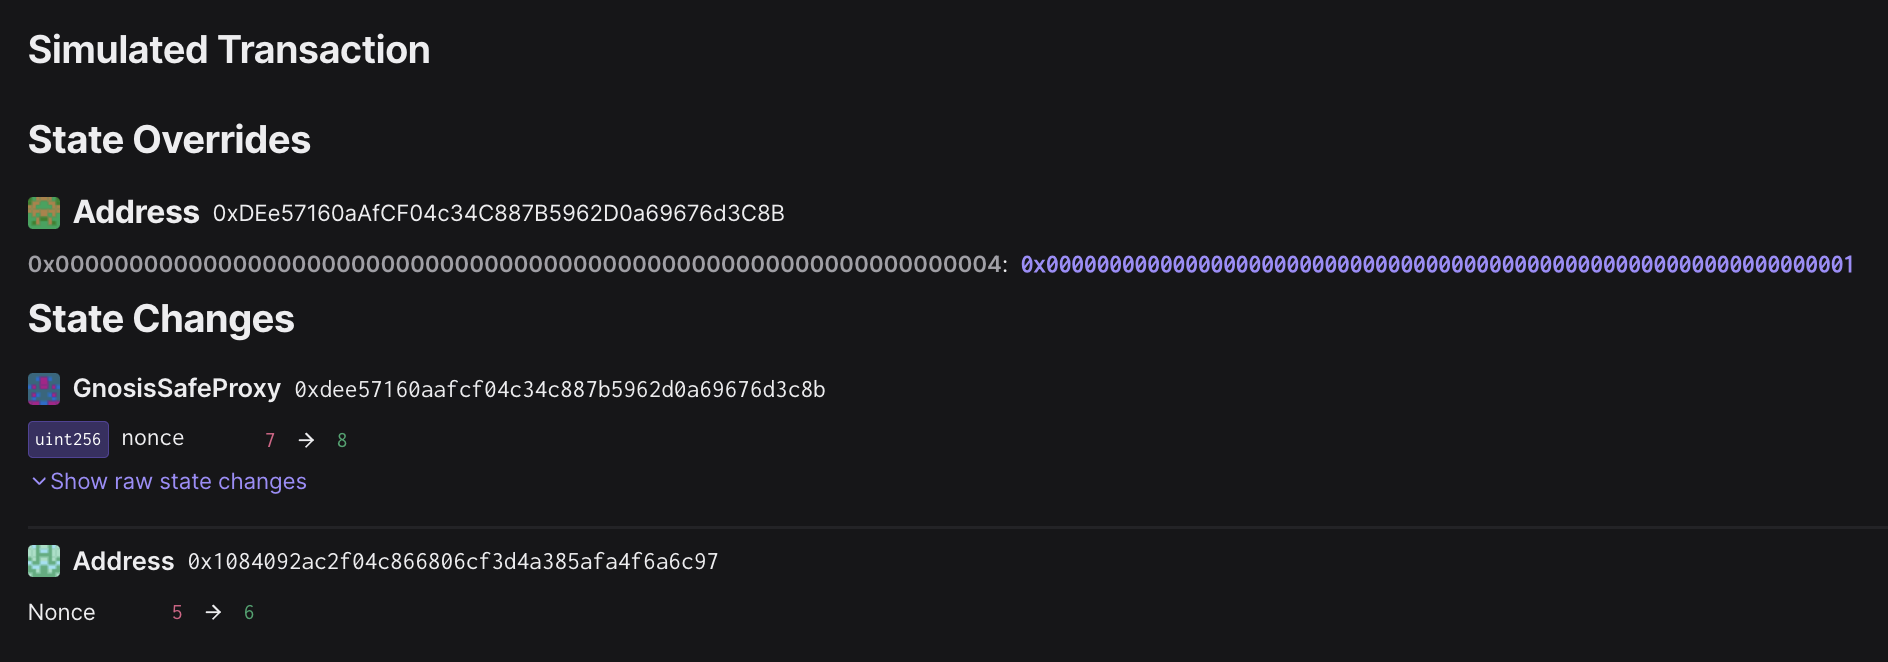 Simulated Transaction
State Overrides
Address 0xDEe57160aAfCF04c34C887B5962D0a69676d3C8B
0x0000000000000000000000000000000000000000000000000000000000000004: 0x0000000000000000000000000000000000000000000000000000000000000001
State Changes
GnosisSafeProxy 0xdee57160aafcf04c34c887b5962d0a69676d3c8b
uint256 nonce 7 → 8
Show raw state changes
Address 0x1084092ac2f04c866806cf3d4a385afa4f6a6c97
Nonce 5 → 6